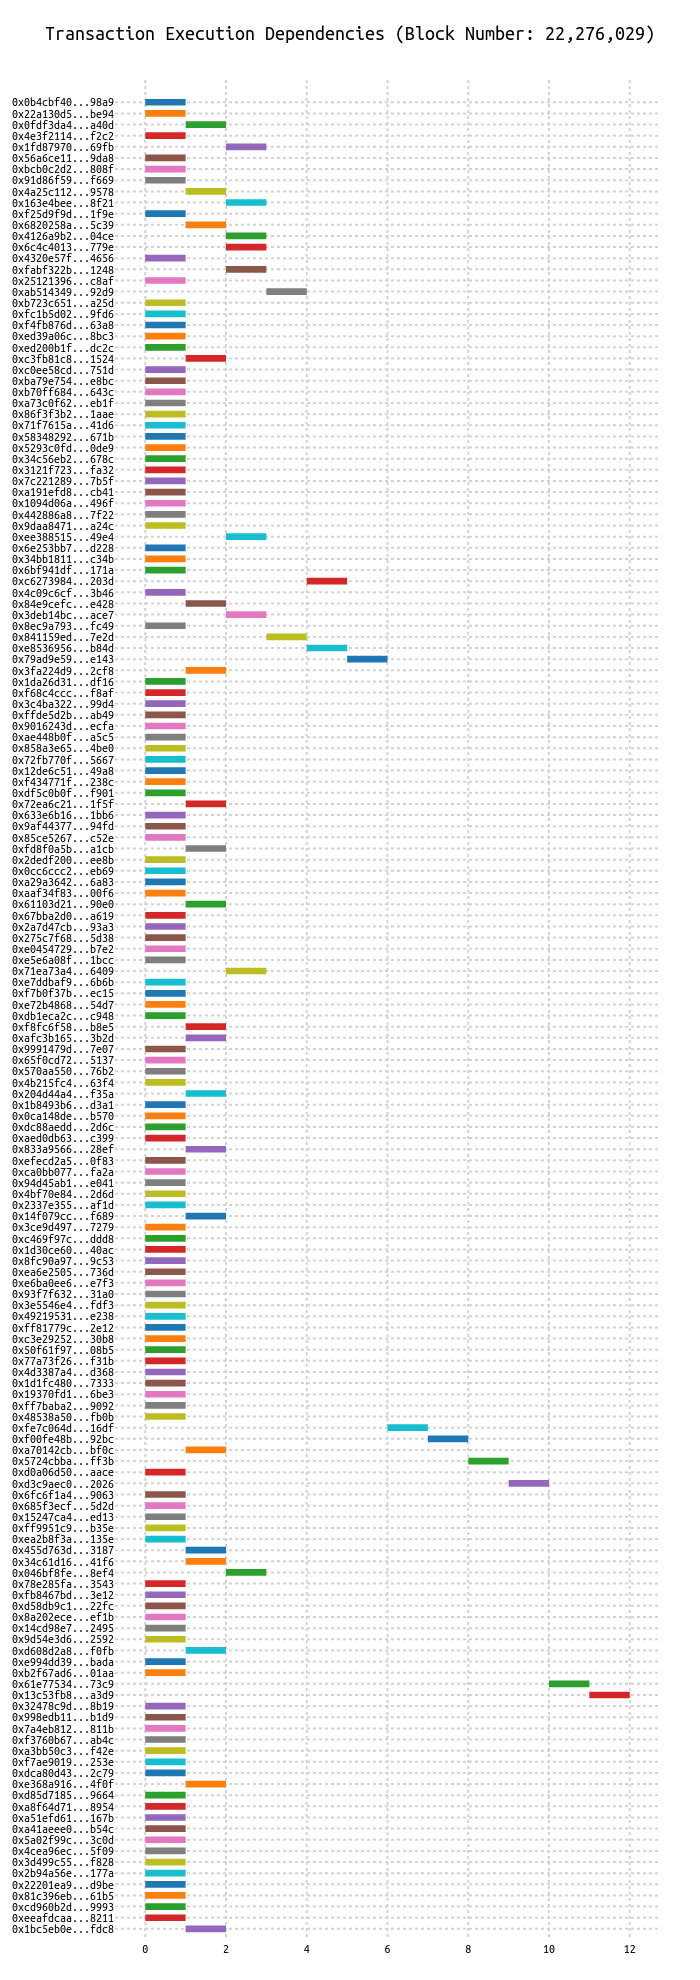 Transaction Execution Dependencies (Block Number: 22,276,029)
0x0b4cbf40...98a9
0x22a130d5...be94
0x0fdf3da4...a40d
0x4e3f2114...f2c2
0x1fd87970...69fb
0x56a6ce11...9da8
0xbcb0c2d2...808f
0x91d86f59...f669
0x4a25c112...9578
0x163e4bee...8f21
0xf25d9f9d...1f9e
0x6820258a...5c39
0x4126a9b2...04ce
0x6c4c4013...779e
0x4320e57f...4656
0xfabf322b...1248
0x25121396...c8af
0xab514349...92d9
0xb723c651...a25d
0xfc1b5d02...9fd6
0xf4fb876d...63a8
0xed39a06c...8bc3
0xed200b1f...dc2c
0xc3fb81c8...1524
0xc0ee58cd...751d
0xba79e754...e8bc
0xb70ff684...643c
0xa73c0f62...eb1f
0x86f3f3b2...1aae
0x71f7615a...41d6
0x58348292...671b
0x5293c0fd...0de9
0x34c56eb2...678c
0x3121f723...fa32
0x7c221289...7b5f
0xa191efd8...cb41
0x1094d06a...496f
0x442886a8...7f22
0x9daa8471...a24c
0xee388515...49e4
0x6e253bb7...d228
0x34bb1811...c34b
0x6bf941df...171a
0xc6273984...203d
0x4c09c6cf...3b46
0x84e9cefc...e428
0x3deb14bc...ace7
0x8ec9a793...fc49
0x841159ed...7e2d
0xe8536956...b84d
0x79ad9e59...e143
0x3fa224d9...2cf8
0x1da26d31...df16
0xf68c4ccc...f8af
0x3c4ba322...99d4
0xffde5d2b...ab49
0x9016243d...ecfa
0xae448b0f...a5c5
0x858a3e65...4be0
0x72fb770f...5667
0x12de6c51...49a8
0xf434771f...238c
0xdf5c0b0f...f901
0x72ea6c21...1f5f
0x633e6b16...1bb6
0x9af44377...94fd
0x85ce5267...c52e
0xfd8f0a5b...a1cb
0x2dedf200...ee8b
0x0cc6ccc2...eb69
0xa29a3642...6a83
0xaaf34f83...00f6
0x61103d21...90e0
0x67bba2d0...a619
0x2a7d47cb...93a3
0x275c7f68...5d38
0xe0454729...b7e2
0xe5e6a08f...1bcc
0x71ea73a4...6409
0xe7ddbaf9...6b6b
0xf7b0f37b...ec15
0xe72b4868...54d7
0xdb1eca2c...c948
0xf8fc6f58...b8e5
0xafc3b165...3b2d
0x9991479d...7e07
0x65f0cd72...5137
0x570aa550...76b2
0x4b215fc4...63f4
0x204d44a4...f35a
0x1b8493b6...d3a1
0x0ca148de...b570
0xdc88aedd...2d6c
0xaed0db63...c399
0x833a9566...28ef
0xefecd2a5...0f83
0xca0bb077...fa2a
0x94d45ab1...e041
0x4bf70e84...2d6d
0x2337e355...af1d
0x14f079cc...f689
0x3ce9d497...7279
0xc469f97c...ddd8
0x1d30ce60...40ac
0x8fc90a97...9c53
0xea6e2505...736d
0xe6ba0ee6...e7f3
0x93f7f632...31a0
0x3e5546e4...fdf3
0x49219531...e238
0xff81779c...2e12
0xc3e29252...30b8
0x50f61f97...08b5
0x77a73f26...f31b
0x4d3387a4...d368
0x1d1fc480...7333
0x19370fd1...6be3
0xff7baba2...9092
0x48538a50...fb0b
0xfe7c064d...16df
0xf00fe48b...92bc
0xa70142cb...bf0c
0x5724cbba...ff3b
0xd0a06d50...aace
0xd3c9aec0...2026
0x6fc6f1a4...9063
0x685f3ecf...5d2d
0x15247ca4...ed13
0xff9951c9...b35e
0xea2b8f3a...135e
0x455d763d...3187
0x34c61d16...41f6
0x046bf8fe...8ef4
0x78e285fa...3543
0xfb8467bd...3e12
0xd58db9c1...22fc
0x8a202ece...ef1b
0x14cd98e7...2495
0x9d54e3d6...2592
0xd608d2a8...f0fb
0xe994dd39...bada
0xb2f67ad6...01aa
0x61e77534...73c9
0x13c53fb8...a3d9
0x32478c9d...8b19
0x998edb11...b1d9
0x7a4eb812...811b
0xf3760b67...ab4c
0xa3bb50c3...f42e
0xf7ae9019...253e
0xdca80d43...2c79
0xe368a916...4f0f
0xd85d7185...9664
0xa8f64d71...8954
0xa51efd61...167b
0xa41aeee0...b54c
0x5a02f99c...3c0d
0x4cea96ec...5f09
0x3d499c55...f828
0x2b94a56e...177a
0x22201ea9...d9be
0x81c396eb...61b5
0xcd960b2d...9993
0xeeafdcaa...8211
0x1bc5eb0e...fdc8
0 2 4 6 8 10 12